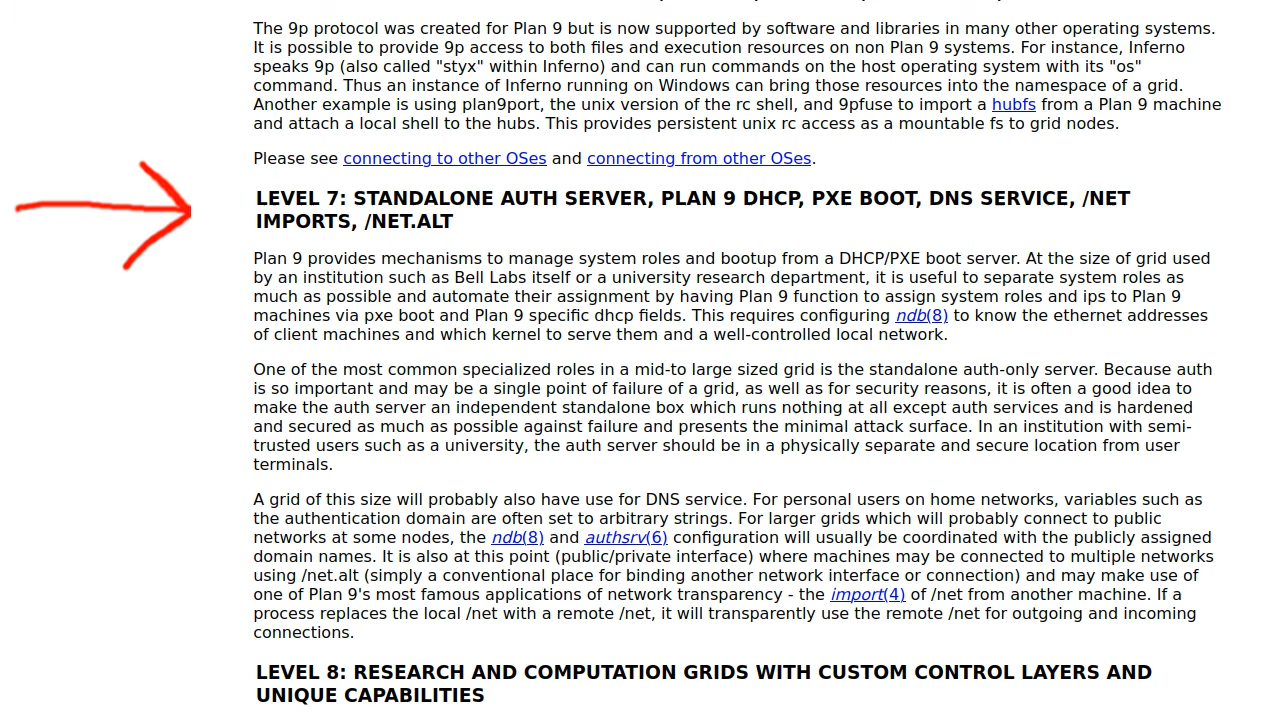 The 9p protocol was created for Plan 9 but is now supported by software and libraries in many other operating systems.
It is possible to provide 9p access to both files and execution resources on non Plan 9 systems. For instance, Inferno
speaks 9p (also called "styx" within Inferno) and can run commands on the host operating system with its "os"
command. Thus an instance of Inferno running on Windows can bring those resources into the namespace of a grid.
Another example is using plan9port, the unix version of the rc shell, and 9pfuse to import a hubfs from a Plan 9 machine
and attach a local shell to the hubs. This provides persistent unix rc access as a mountable fs to grid nodes.
Please see connecting to other OSes and connecting from other OSes.
LEVEL 7: STANDALONE AUTH SERVER, PLAN 9 DHCP, PXE BOOT, DNS SERVICE, /NET
IMPORTS, /NET.ALT
Plan 9 provides mechanisms to manage system roles and bootup from a DHCP/PXE boot server. At the size of grid used
by an institution such as Bell Labs itself or a university research department, it is useful to separate system roles as
much as possible and automate their assignment by having Plan 9 function to assign system roles and ips to Plan 9
machines via pxe boot and Plan 9 specific dhcp fields. This requires configuring ndb(8) to know the ethernet addresses
of client machines and which kernel to serve them and a well-controlled local network.
One of the most common specialized roles in a mid-to large sized grid is the standalone auth-only server. Because auth
is so important and may be a single point of failure of a grid, as well as for security reasons, it is often a good idea to
make the auth server an independent standalone box which runs nothing at all except auth services and is hardened
and secured as much as possible against failure and presents the minimal attack surface. In an institution with semi-
trusted users such as a university, the auth server should be in a physically separate and secure location from user
terminals.
A grid of this size will probably also have use for DNS service. For personal users on home networks, variables such as
the authentication domain are often set to arbitrary strings. For larger grids which will probably connect to public
networks at some nodes, the ndb(8) and authsrv(6) configuration will usually be coordinated with the publicly assigned
domain names. It is also at this point (public/private interface) where machines may be connected to multiple networks
using /net.alt (simply a conventional place for binding another network interface or connection) and may make use of
one of Plan 9's most famous applications of network transparency - the import(4) of /net from another machine. If a
process replaces the local /net with a remote /net, it will transparently use the remote /net for outgoing and incoming
connections.
LEVEL 8: RESEARCH AND COMPUTATION GRIDS WITH CUSTOM CONTROL LAYERS AND
UNIQUE CAPABILITIES